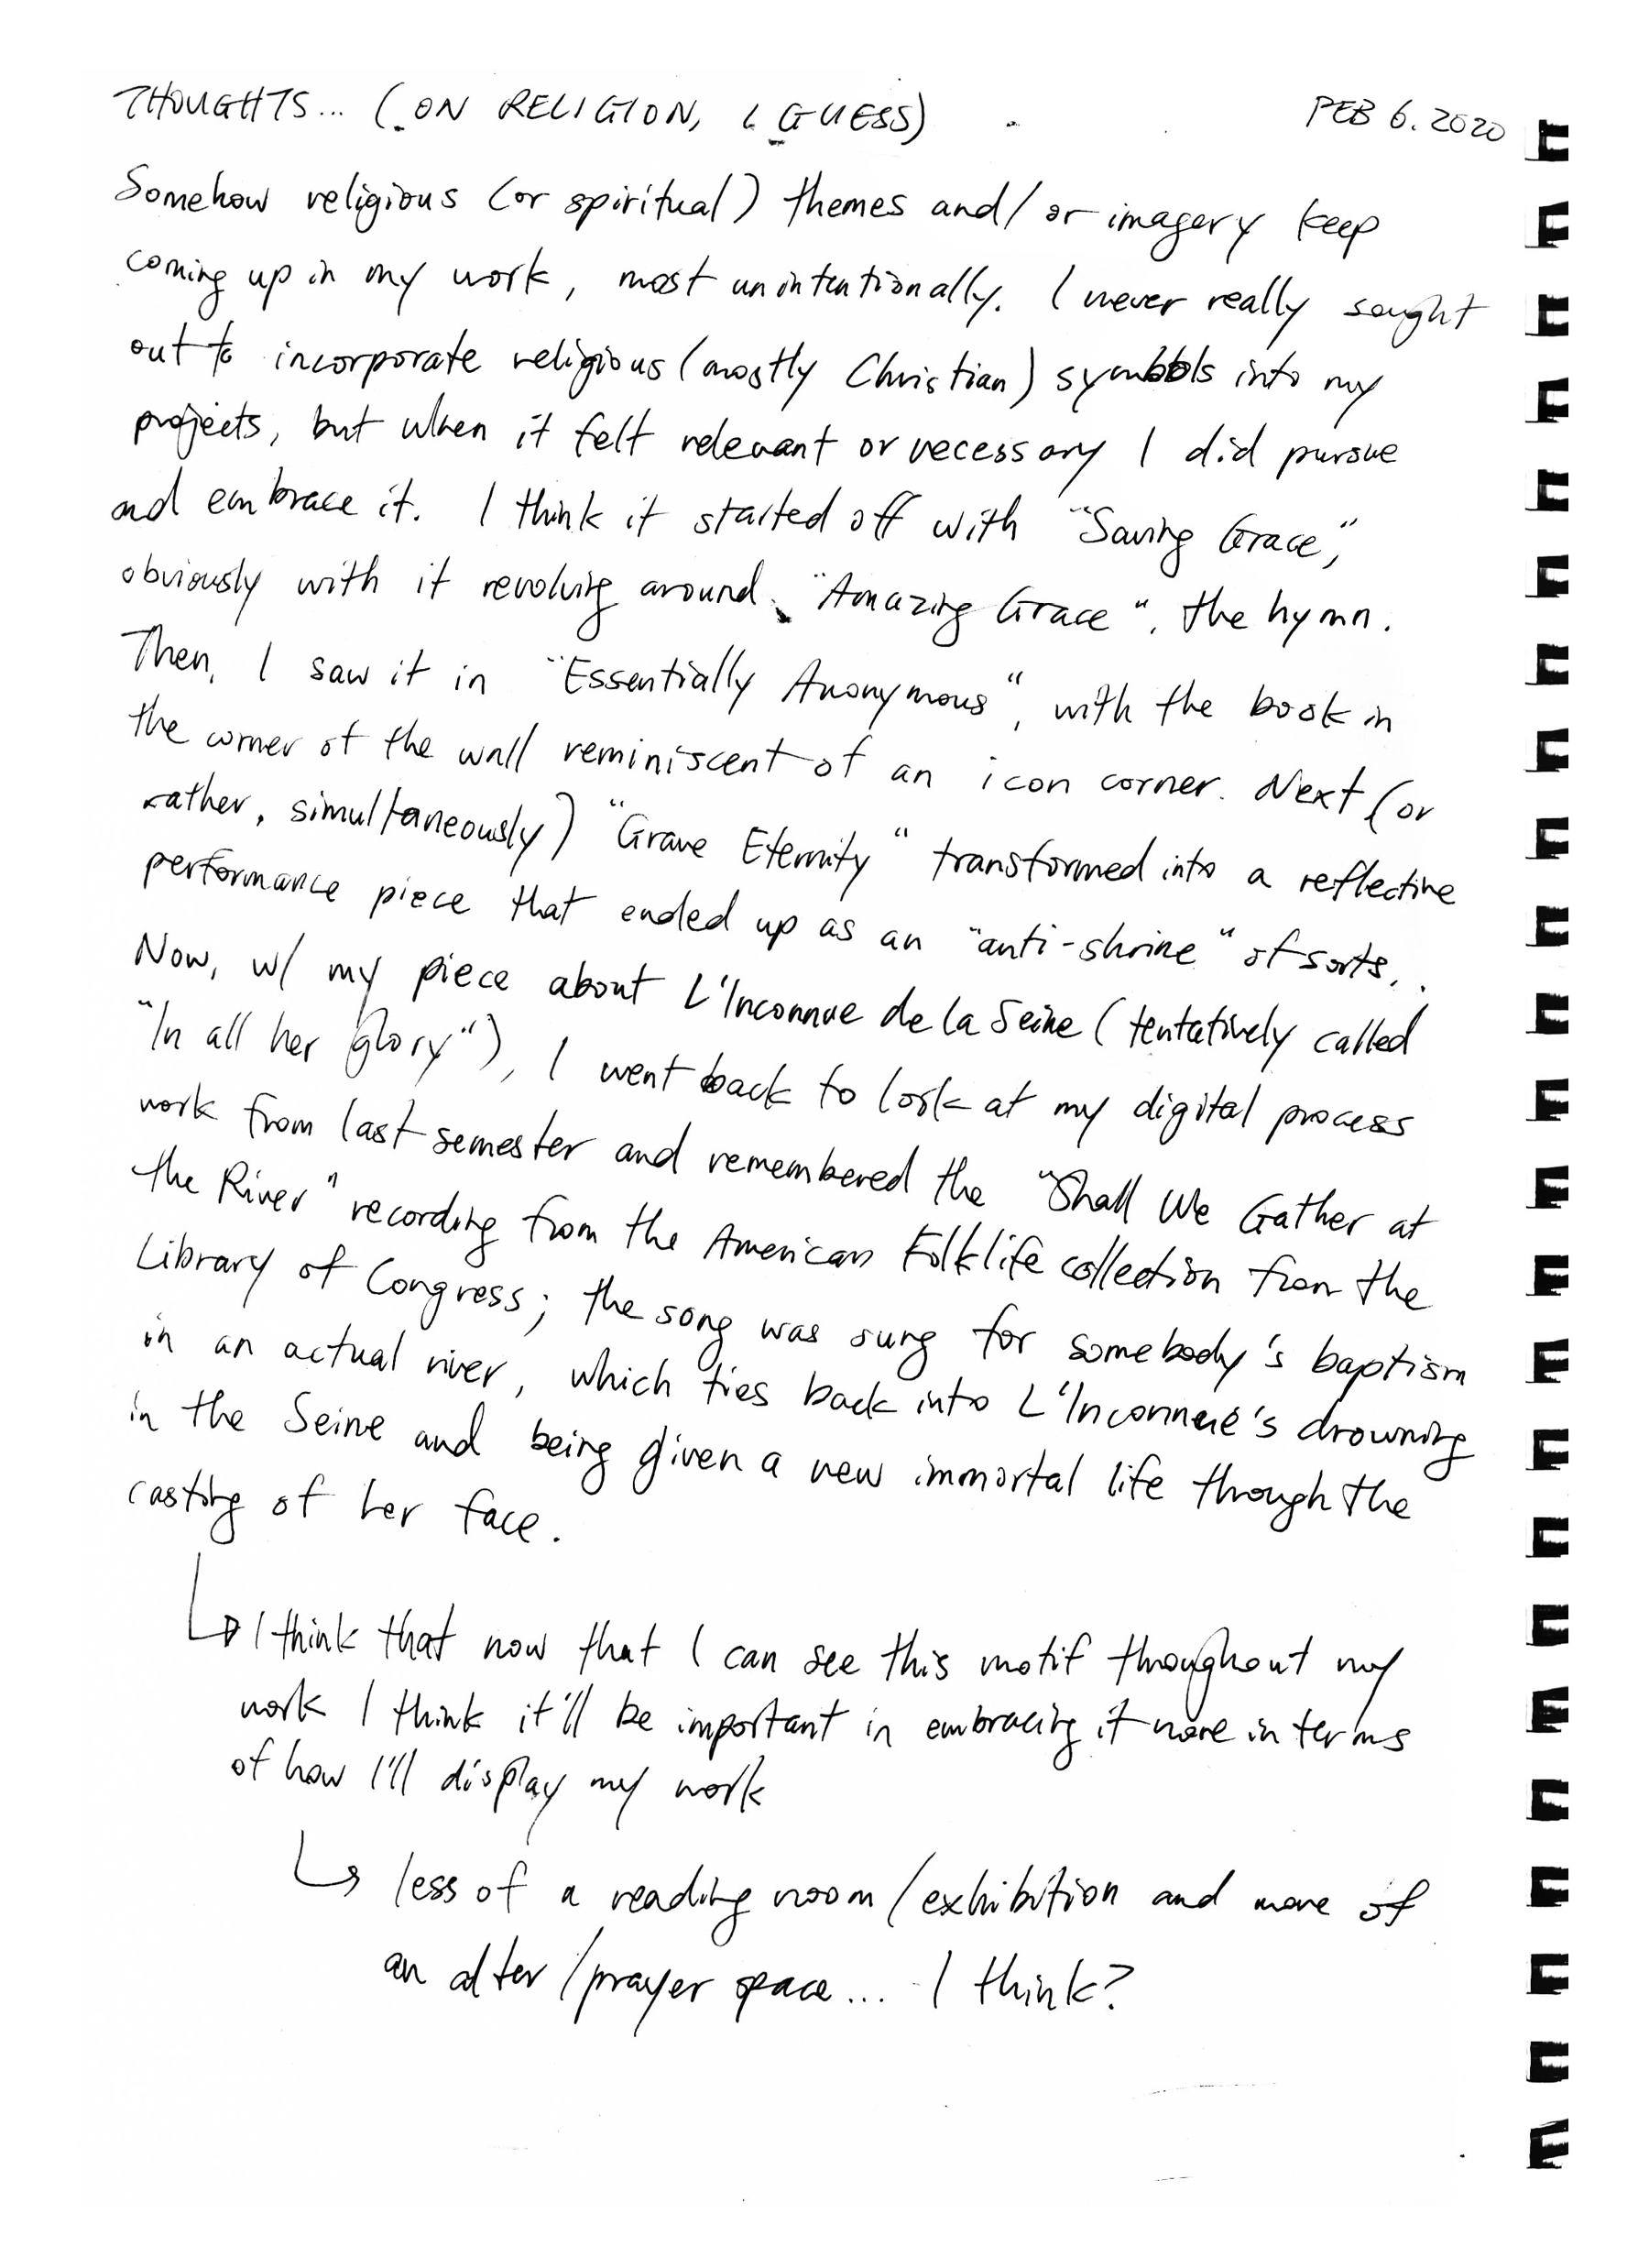 THOUGHTS... (ON RELIGION, I GUESS)
FEB 6. 2020
Somehow religious (or spiritual) themes and/or imagery keep
coming up in my work, most unintentionally. I never really sought
out to incorporate religious (mostly Christian) symbols into my
projects, but when it felt relevant or necessary I did pursue
and embrace it. I think it started off with "Saving Grace",
obviously with it revolving around "Amazing Grace", the hymn.
Then, I saw it in "Essentially Anonymous", with the book in
the corner of the wall reminiscent of an icon corner. Next (or
rather, simultaneously) "Grave Eternity" transformed into a reflective
performance piece that ended up as an "anti-shrine" of sorts..
Now, w/ my piece about L'Inconnue de la Seine (tentatively called
"In all her glory"), I went back to look at my digital process
work from last semester and remembered the "Shall We Gather at
the River" recording from the American Folklife collection from the
Library of Congress; the song was sung for somebody's baptism
in an actual river, which ties back into L'Inconnue's drowning
in the Seine and being given a new immortal life through the
casting of her face.
I think that now that I can see this motif throughout my
work I think it'll be important in embracing it more in terms
of how I'll display my work
less of a reading room/exhibition and more of
an alter/prayer space... I think?